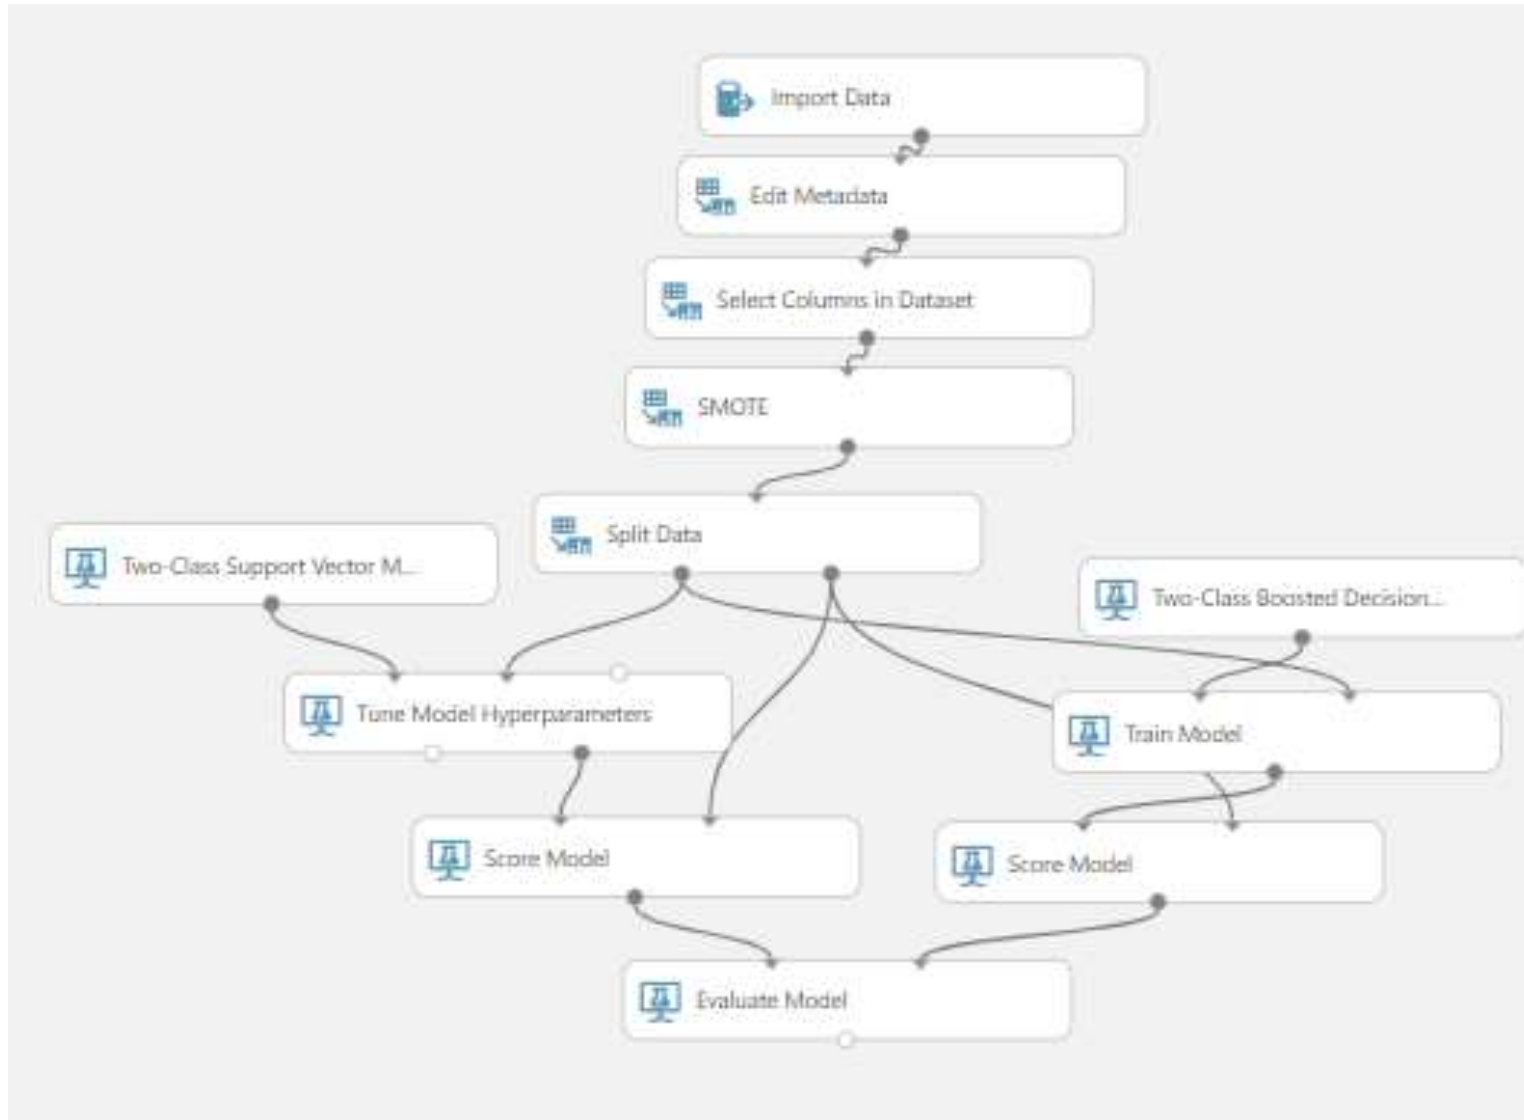 Import Data
Edit Metadata
Select Columns in Dataset
SMOTE
Split Data
Two-Class Support Vector M...
Two-Class Boosted Decision...
Tune Model Hyperparameters
Train Model
Score Model
Score Model
Evaluate Model